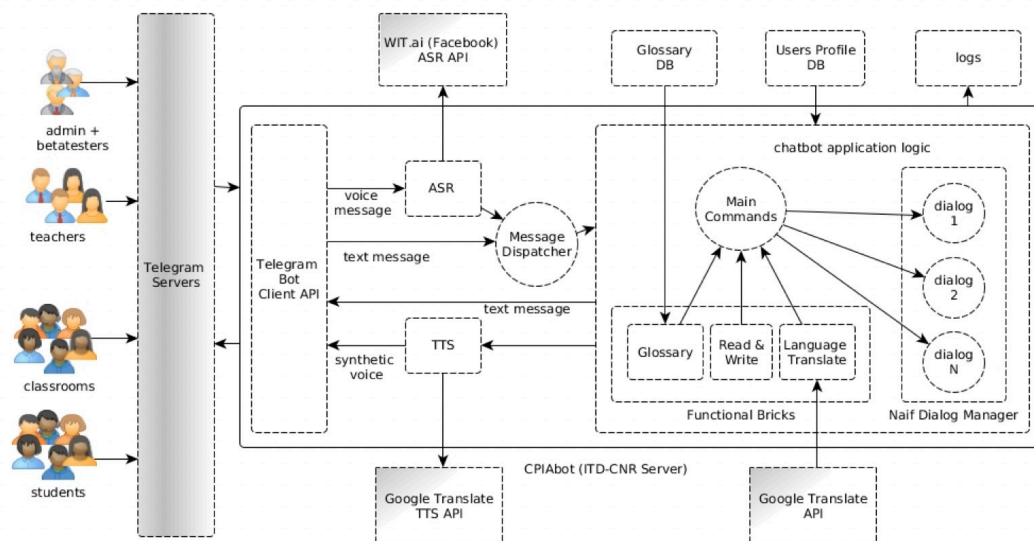 WIT.ai (Facebook)
ASR API
Glossary
DB
Users Profile
DB
logs
admin +
betatesters
teachers
classrooms
students
Telegram
Servers
Telegram
Bot
Client API
voice
message
ASR
text message
Message
Dispatcher
text message
synthetic
voice
TTS
chatbot application logic
Main
Commands
dialog
1
dialog
2
dialog
N
Glossary
Read &
Write
Language
Translate
Functional Bricks
Naif Dialog Manager
CPIAbot (ITD-CNR Server)
Google Translate
TTS API
Google Translate
API